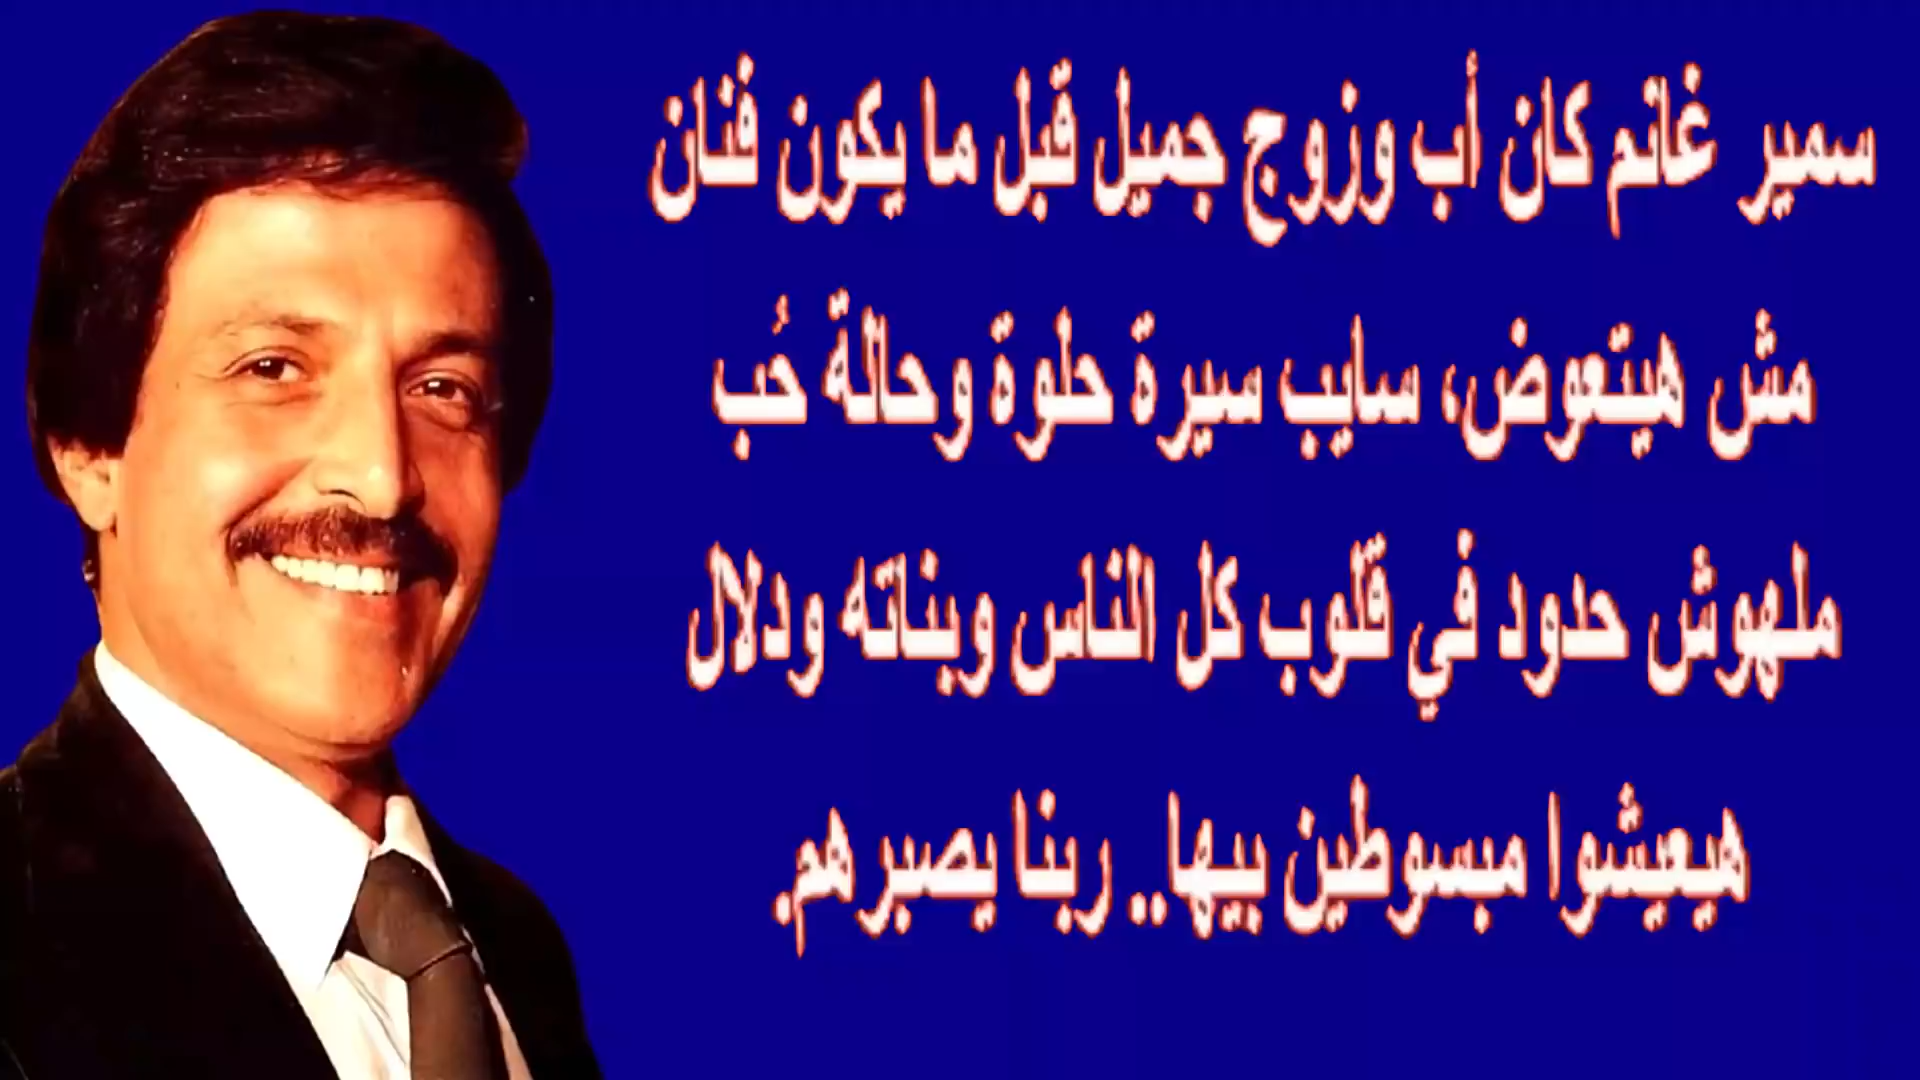 سمير غانم كان أب وزوج جميل قبل ما يكون فنان
مش هيتعوض، سايب سيرة حلوة وحالة حُب
ملهوش حدود في قلوب كل الناس وبناته ودلال
هيعيشوا مبسوطين بيها.. ربنا يصبرهم.